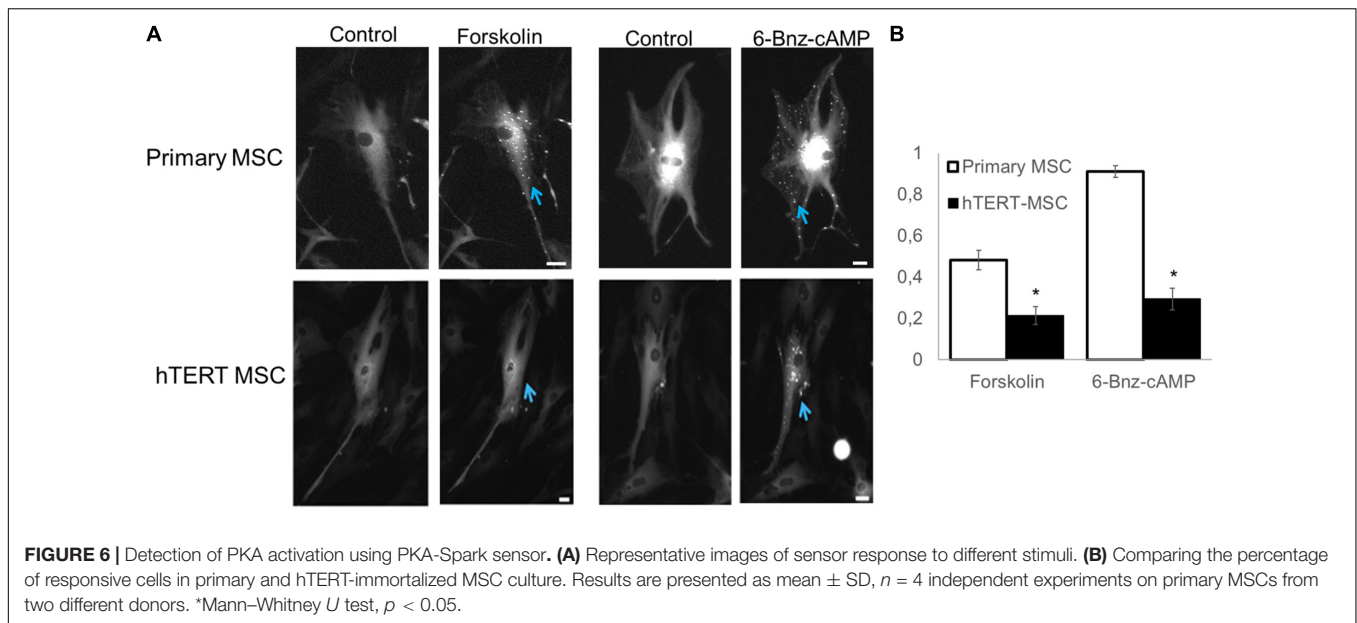 A
Control
Forskolin
Control
6-Bnz-cAMP
B
Primary MSC
hTERT MSC
1
0,8
0,6
0,4
0,2
0
Primary MSC
hTERT-MSC
*
*
Forskolin
6-Bnz-cAMP
FIGURE 6 | Detection of PKA activation using PKA-Spark sensor. (A) Representative images of sensor response to different stimuli. (B) Comparing the percentage
of responsive cells in primary and hTERT-immortalized MSC culture. Results are presented as mean ± SD, n = 4 independent experiments on primary MSCs from
two different donors. *Mann–Whitney U test, p < 0.05.